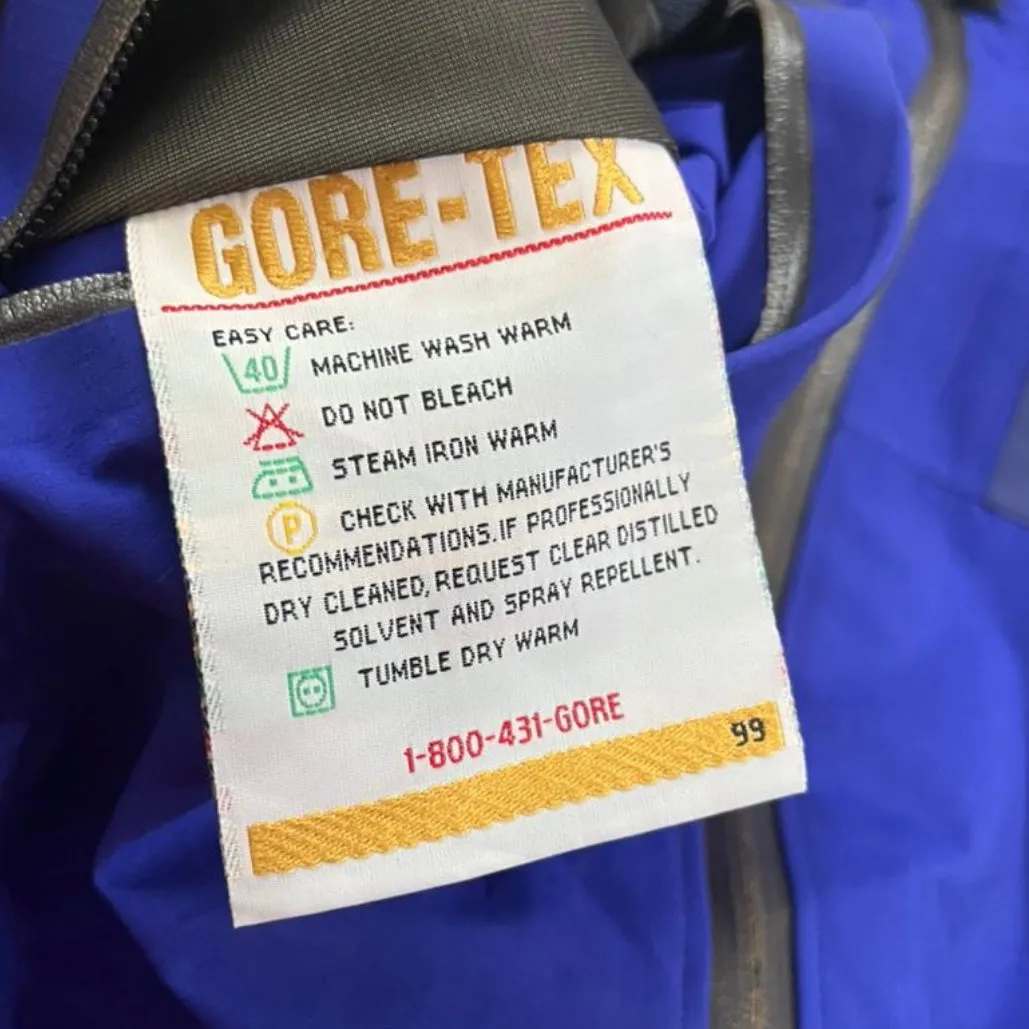 GORE-TEX
EASY CARE:
40 MACHINE WASH WARM
DO NOT BLEACH
STEAM IRON WARM
P CHECK WITH MANUFACTURER'S
RECOMMENDATIONS. IF PROFESSIONALLY
DRY CLEANED, REQUEST CLEAR DISTILLED
SOLVENT AND SPRAY REPELLENT.
TUMBLE DRY WARM
1-800-431-GORE
99